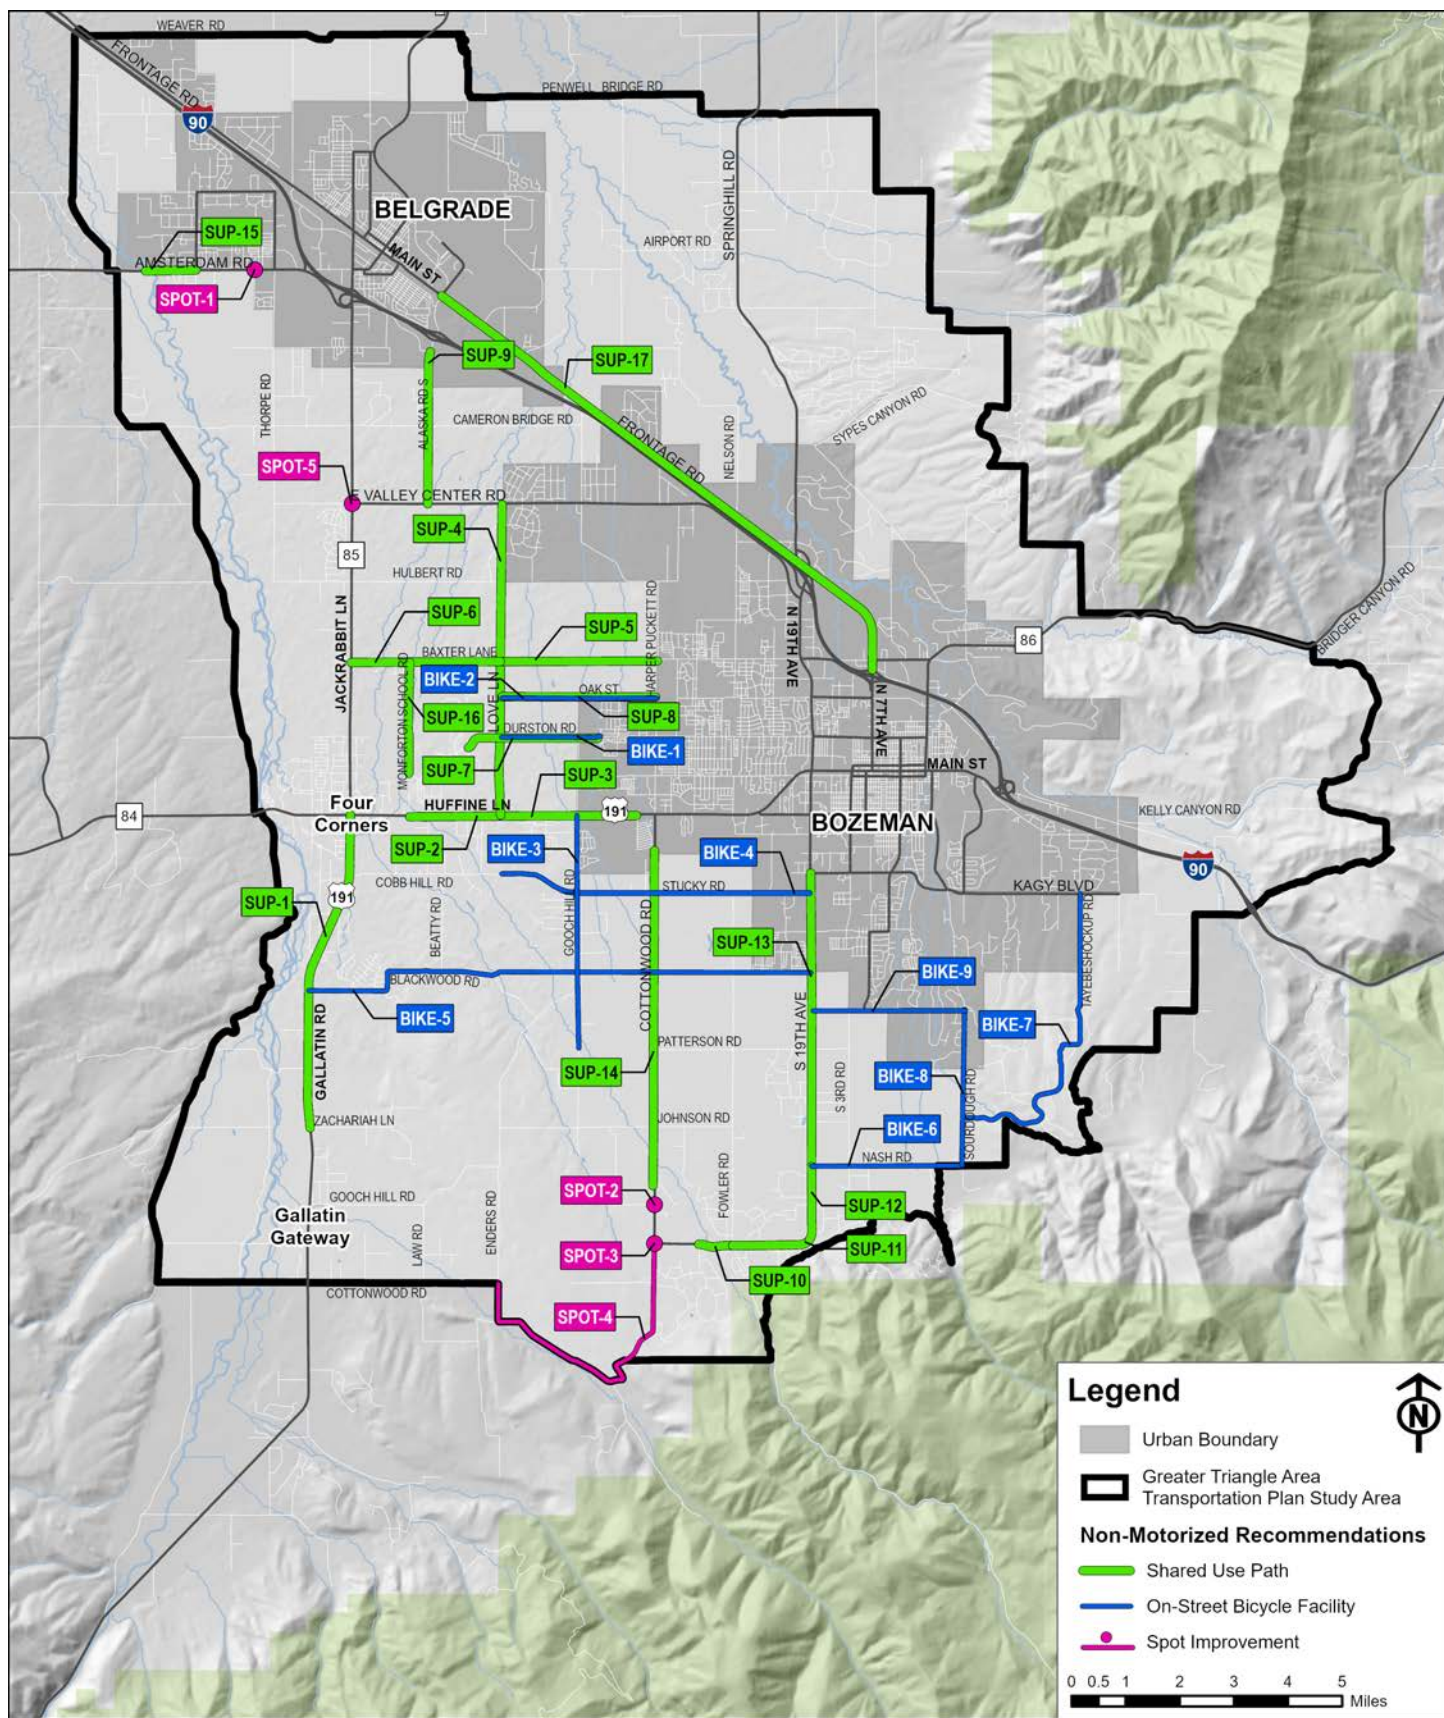 WEAVER RD
FRONTAGE RD
90
PENWELL BRIDGE RD
SPRINGHILL RD
BELGRADE
SUP-15
AIRPORT RD
MAIN ST
AMSTERDAM RD
SPOT-1
SUP-9
SUP-17
THORPE RD
ALASKA RD S
CAMERON BRIDGE RD
SYPES CANYON RD
FRONTAGE RD
NELSON RD
SPOT-5
E VALLEY CENTER RD
SUP-4
85
HULBERT RD
BRIDGER CANYON RD
SUP-6
SUP-5
HARPER PUCKETT RD
N 19TH AVE
86
JACKRABBIT LN
BAXTER LANE
BIKE-2
OAK ST
MONFORTON SCHOOL RD
SUP-16
LOVE LN
SUP-8
N 7TH AVE
DURSTON RD
BIKE-1
SUP-7
SUP-3
MAIN ST
Four
Corners
HUFFINE LN
191
84
KELLY CANYON RD
BOZEMAN
SUP-2
BIKE-3
BIKE-4
90
COBB HILL RD
STUCKY RD
KAGY BLVD
SUP-1
191
BEATTY RD
GOOCH HILL RD
COTTONWOOD RD
TAYEBESHOCKUP RD
SUP-13
BLACKWOOD RD
BIKE-9
BIKE-5
GALLATIN RD
S 19TH AVE
BIKE-7
PATTERSON RD
SUP-14
S 3RD RD
BIKE-8
SOURDOUGH RD
ZACHARIAH LN
JOHNSON RD
BIKE-6
NASH RD
FOWLER RD
SPOT-2
GOOCH HILL RD
SUP-12
Gallatin
Gateway
LAW RD
ENDERS RD
SPOT-3
SUP-11
SUP-10
COTTONWOOD RD
SPOT-4
Legend
N
Urban Boundary
Greater Triangle Area
Transportation Plan Study Area
Non-Motorized Recommendations
Shared Use Path
On-Street Bicycle Facility
Spot Improvement
0 0.5 1 2 3 4 5
Miles